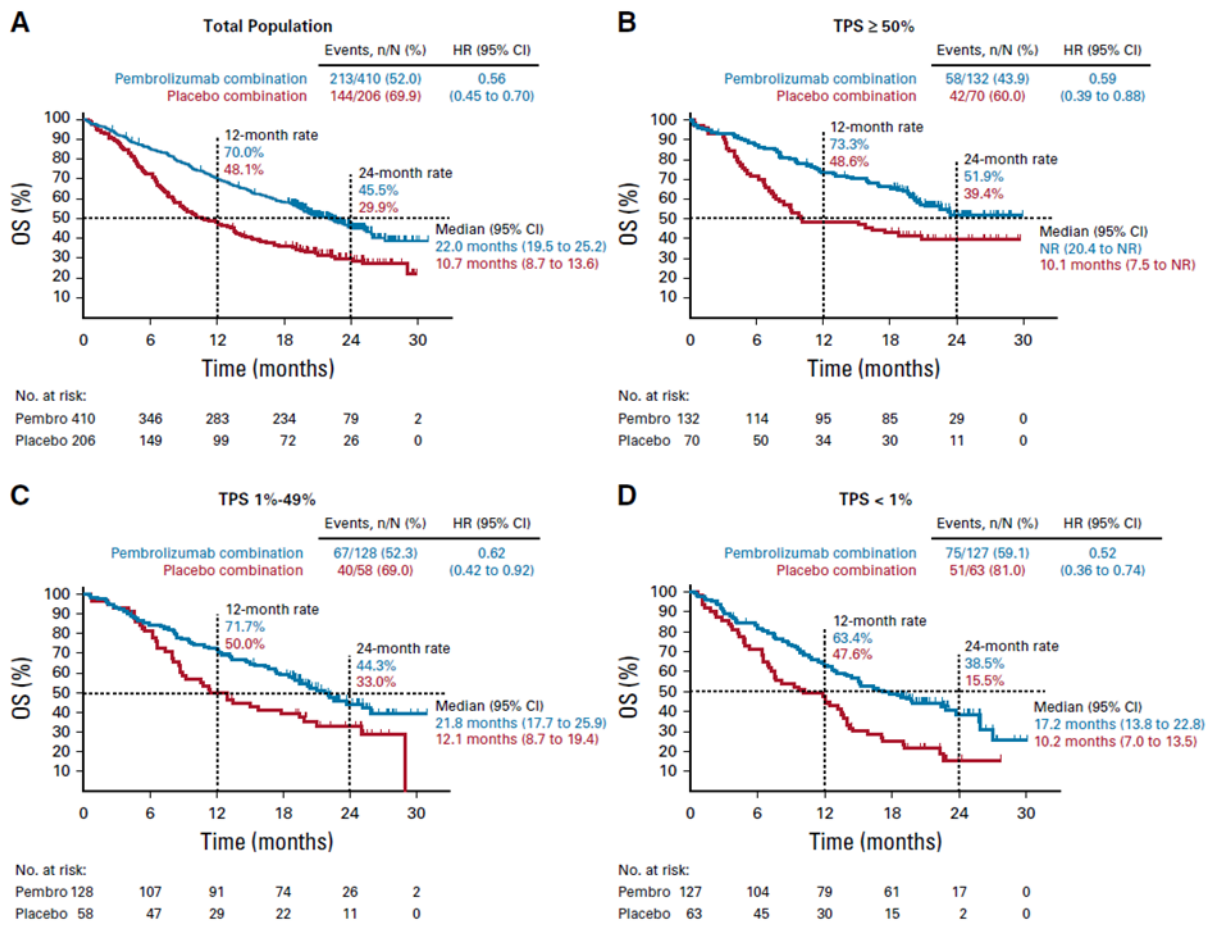 A
Total Population
Events, n/N (%) HR (95% CI)
Pembrolizumab combination 213/410 (52.0) 0.56
Placebo combination 144/206 (69.9) (0.45 to 0.70)
100
90
80
70
60
50
40
30
20
10
OS (%)
12-month rate
70.0%
48.1%
24-month rate
45.5%
29.9%
Median (95% CI)
22.0 months (19.5 to 25.2)
10.7 months (8.7 to 13.6)
0 6 12 18 24 30
Time (months)
No. at risk:
Pembro 410 346 283 234 79 2
Placebo 206 149 99 72 26 0
B
TPS ≥ 50%
Events, n/N (%) HR (95% CI)
Pembrolizumab combination 58/132 (43.9) 0.59
Placebo combination 42/70 (60.0) (0.39 to 0.88)
100
90
80
70
60
50
40
30
20
10
OS (%)
12-month rate
73.3%
48.6%
24-month rate
51.9%
39.4%
Median (95% CI)
NR (20.4 to NR)
10.1 months (7.5 to NR)
0 6 12 18 24 30
Time (months)
No. at risk:
Pembro 132 114 95 85 29 0
Placebo 70 50 34 30 11 0
C
TPS 1%-49%
Events, n/N (%) HR (95% CI)
Pembrolizumab combination 67/128 (52.3) 0.62
Placebo combination 40/58 (69.0) (0.42 to 0.92)
100
90
80
70
60
50
40
30
20
10
OS (%)
12-month rate
71.7%
50.0%
24-month rate
44.3%
33.0%
Median (95% CI)
21.8 months (17.7 to 25.9)
12.1 months (8.7 to 19.4)
0 6 12 18 24 30
Time (months)
No. at risk:
Pembro 128 107 91 74 26 2
Placebo 58 47 29 22 11 0
D
TPS < 1%
Events, n/N (%) HR (95% CI)
Pembrolizumab combination 75/127 (59.1) 0.52
Placebo combination 51/63 (81.0) (0.36 to 0.74)
100
90
80
70
60
50
40
30
20
10
OS (%)
12-month rate
63.4%
47.6%
24-month rate
38.5%
15.5%
Median (95% CI)
17.2 months (13.8 to 22.8)
10.2 months (7.0 to 13.5)
0 6 12 18 24 30
Time (months)
No. at risk:
Pembro 127 104 79 61 17 0
Placebo 63 45 30 15 2 0